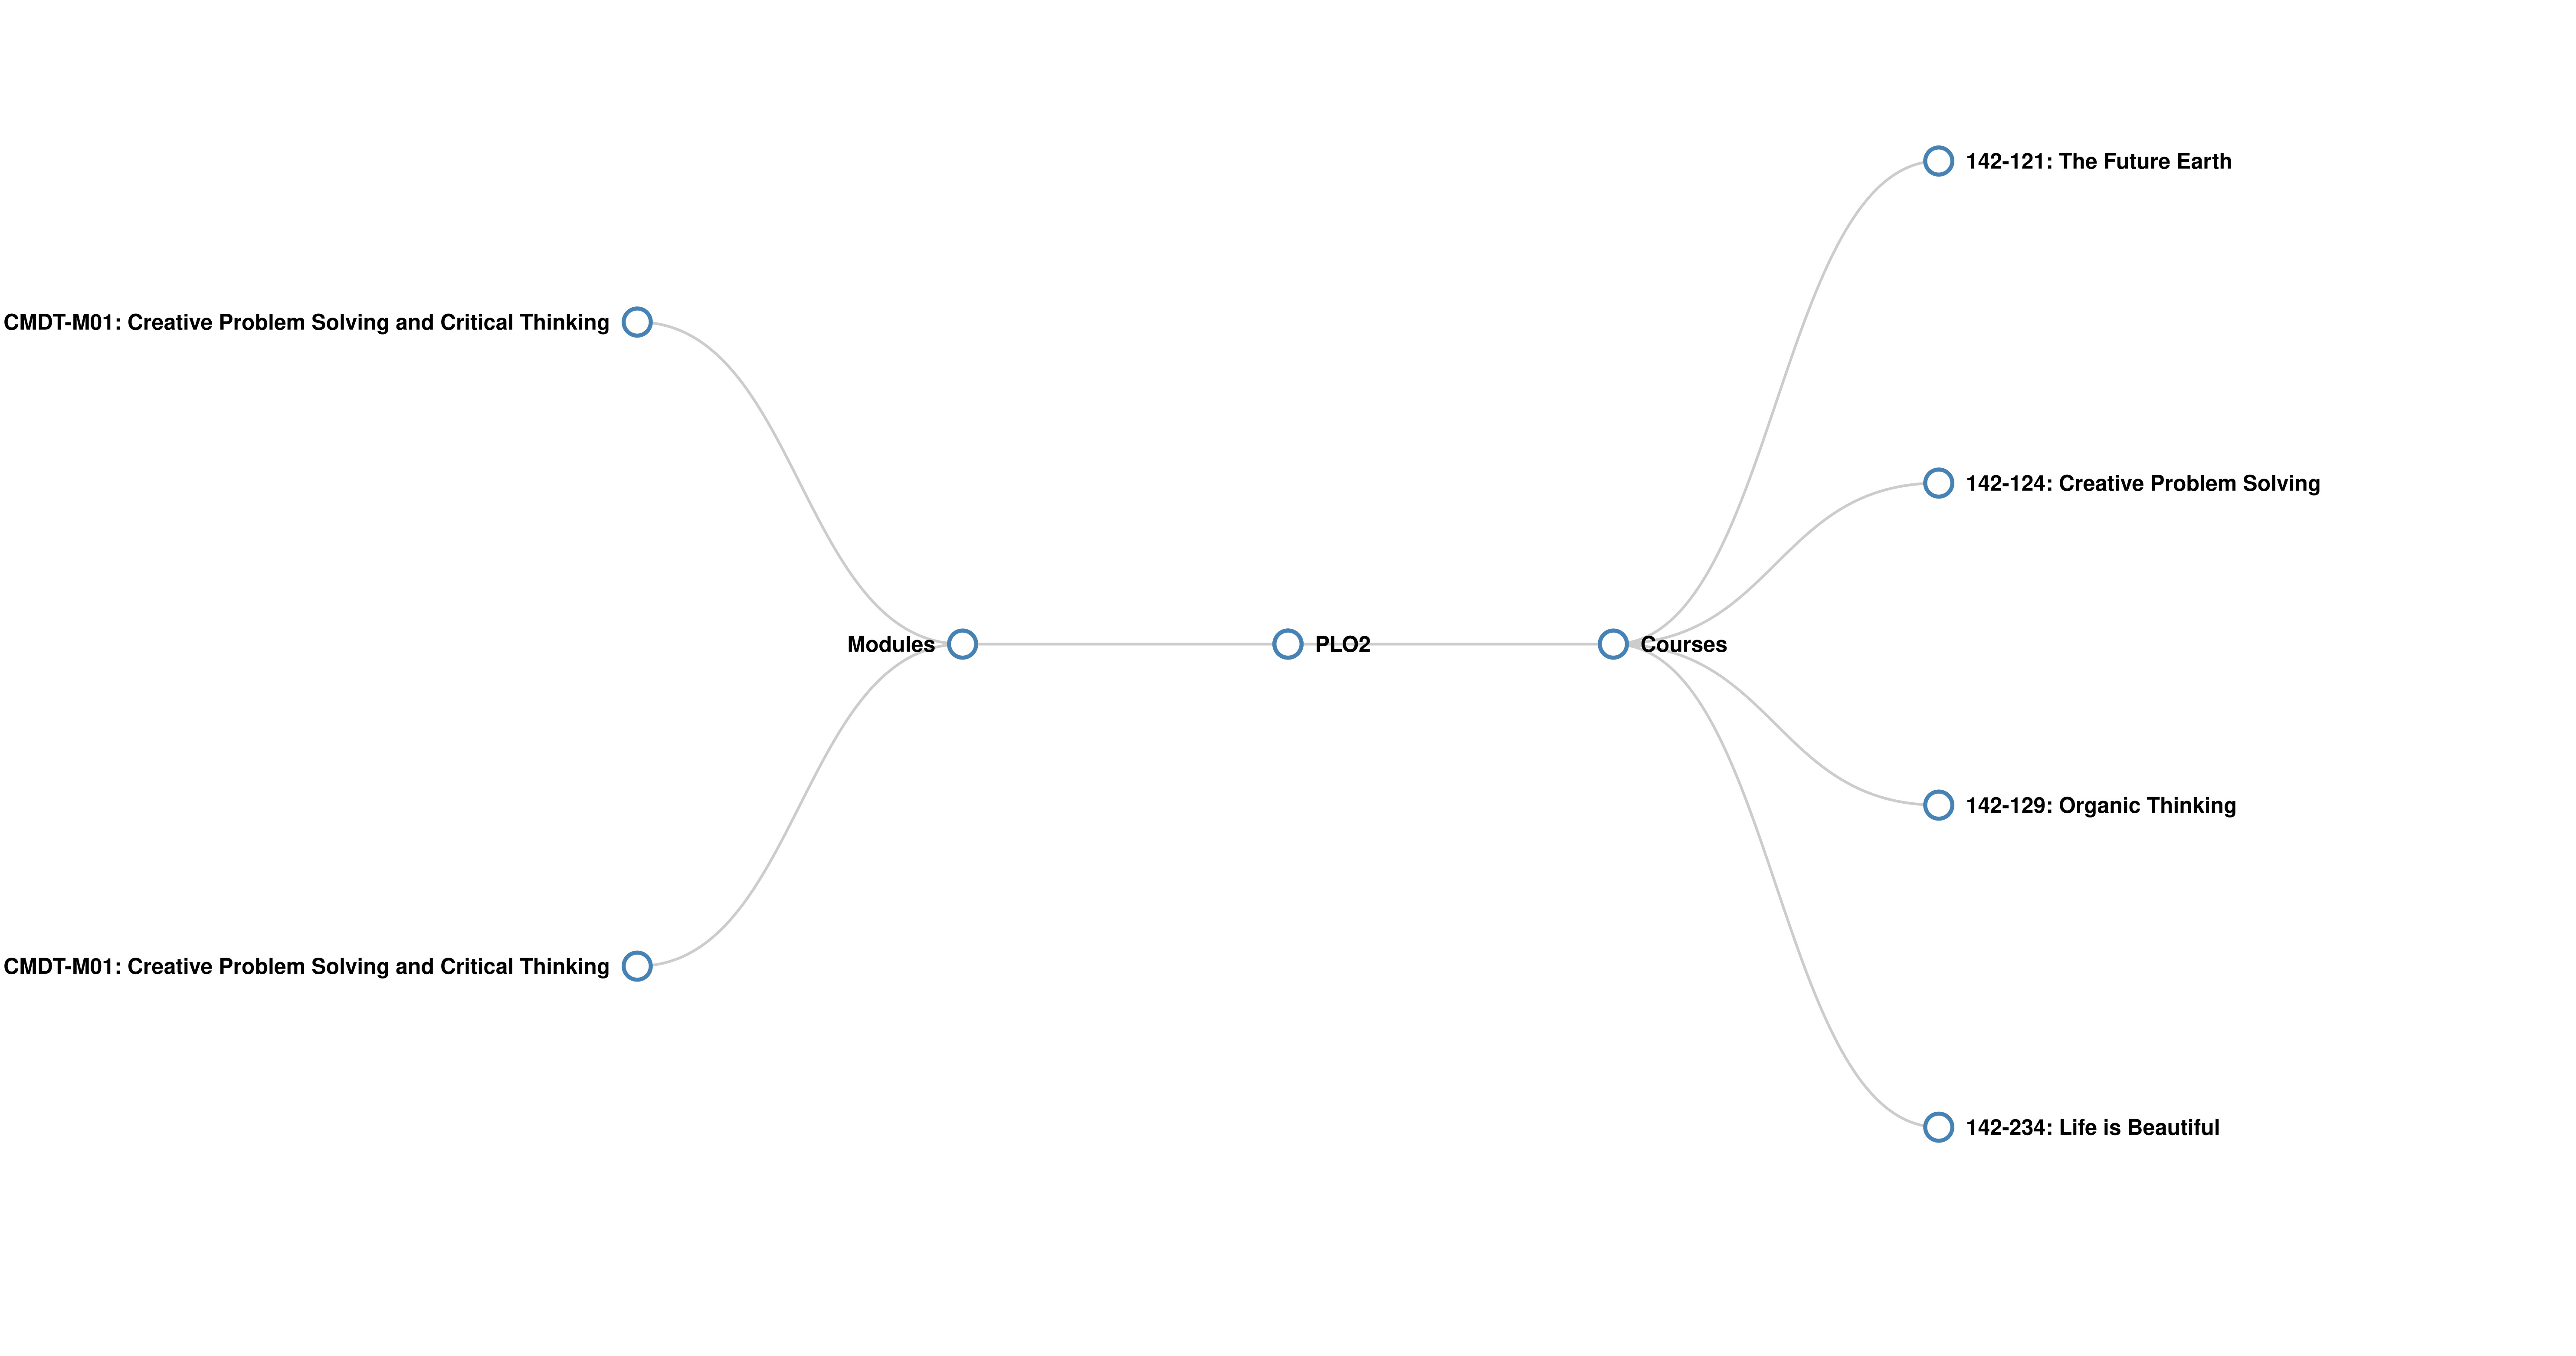 142-121: The Future Earth
CMDT-M01: Creative Problem Solving and Critical Thinking
142-124: Creative Problem Solving
Modules
PLO2
Courses
142-129: Organic Thinking
CMDT-M01: Creative Problem Solving and Critical Thinking
142-234: Life is Beautiful